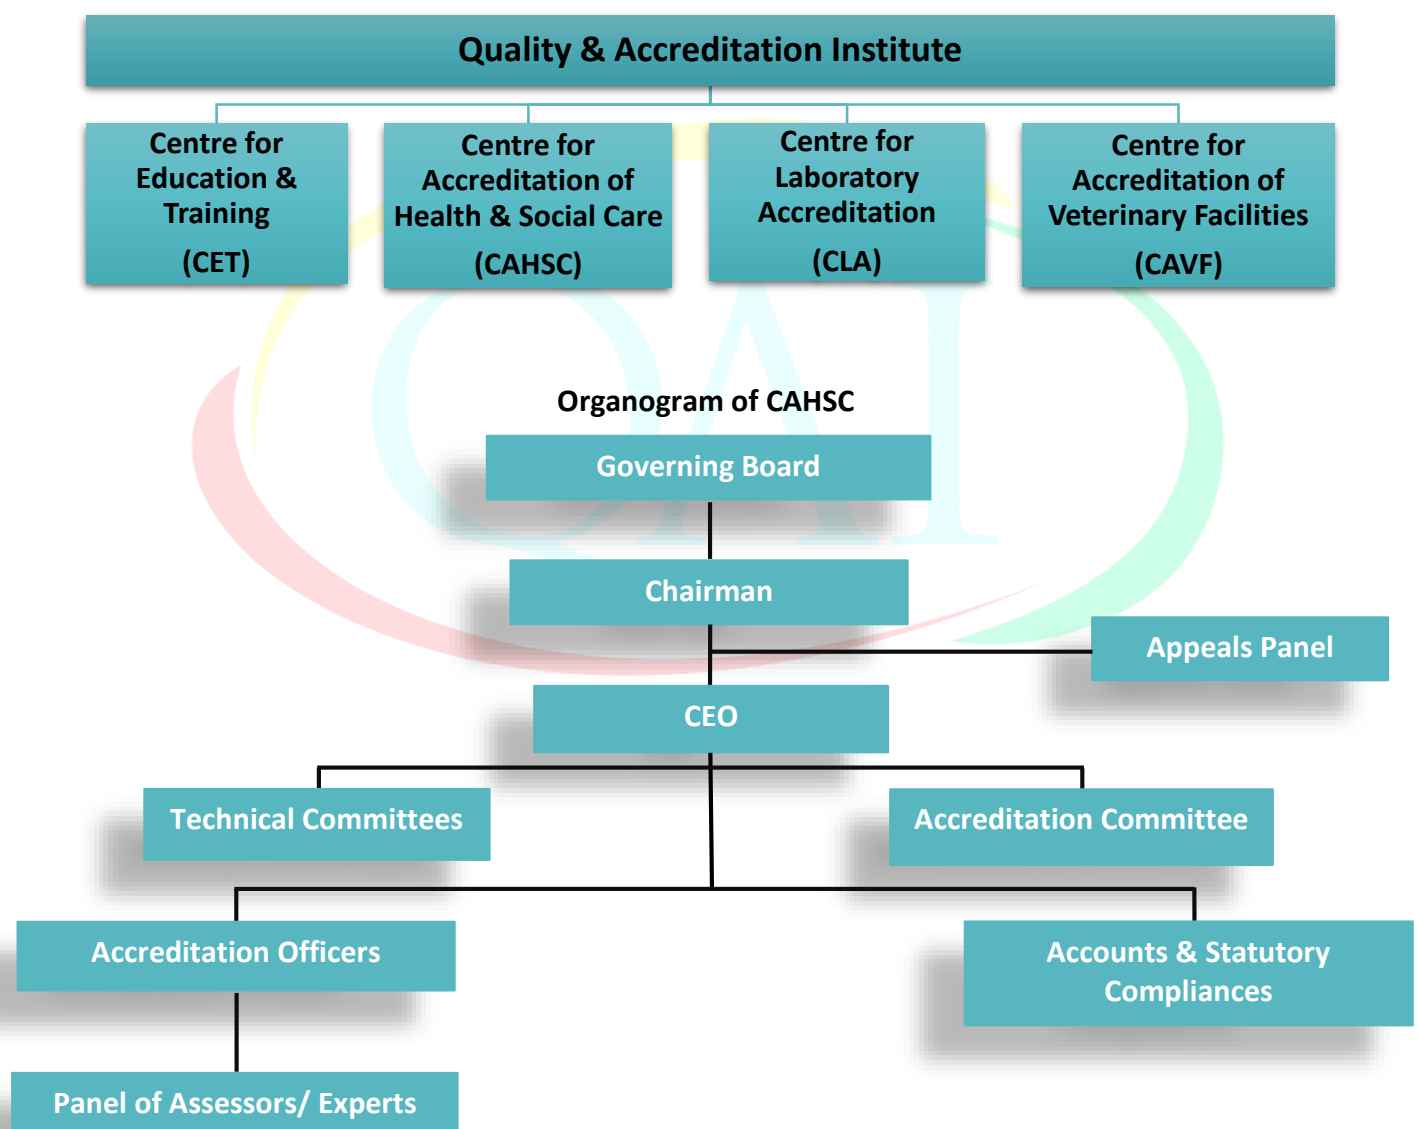 Quality & Accreditation Institute
Centre for
Education &
Training
(CET)
Centre for
Accreditation of
Health & Social Care
(CAHSC)
Centre for
Laboratory
Accreditation
(CLA)
Centre for
Accreditation of
Veterinary Facilities
(CAVF)
QAI
Organogram of CAHSC
Governing Board
Chairman
Appeals Panel
CEO
Technical Committees
Accreditation Committee
Accreditation Officers
Accounts & Statutory
Compliances
Panel of Assessors/ Experts